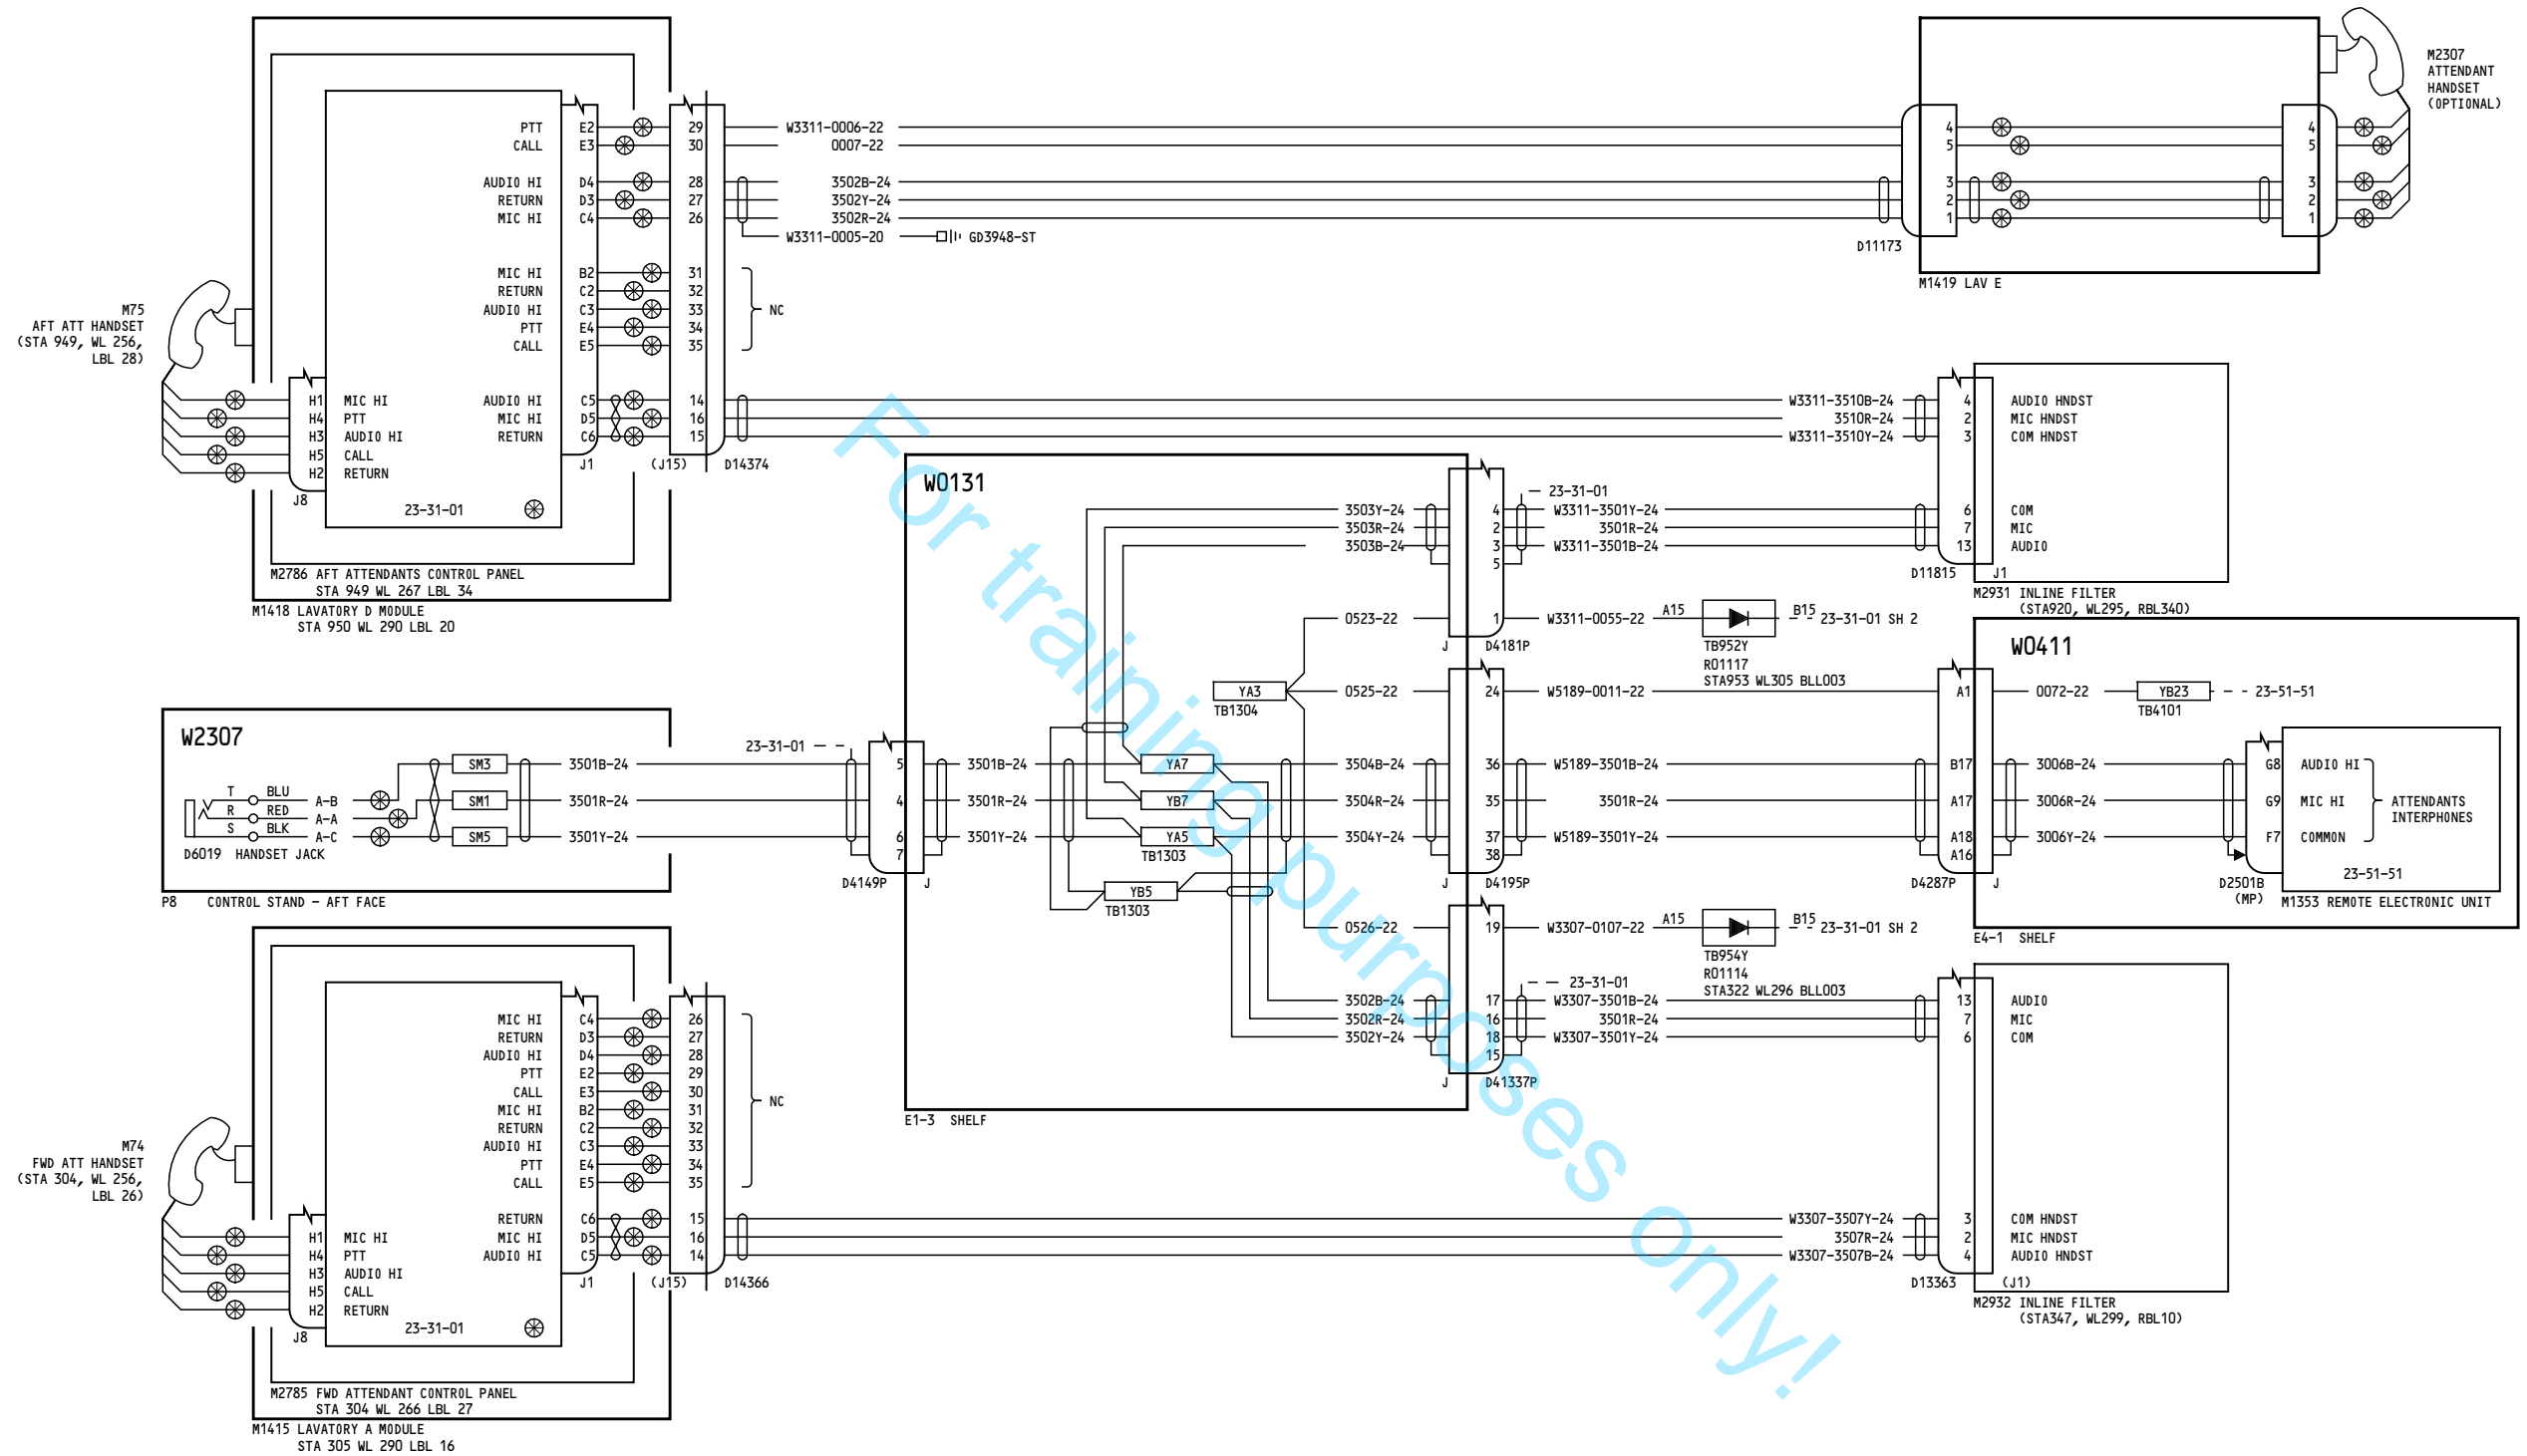 PTT E2 29 W3311-0006-22 4 4
CALL E3 30 0007-22 5 5
AUDIO HI D4 28 3502B-24 3 3
RETURN D3 27 3502Y-24 2 2
MIC HI C4 26 3502R-24 1 1
W3311-0005-20 GD3948-ST
D11173
M1419 LAV E
M2307
ATTENDANT
HANDSET
(OPTIONAL)
MIC HI B2 31
RETURN C2 32
AUDIO HI C3 33
PTT E4 34
CALL E5 35
NC
M75
AFT ATT HANDSET
(STA 949, WL 256,
LBL 28)
H1 MIC HI
H4 PTT
H3 AUDIO HI
H5 CALL
H2 RETURN
J8
23-31-01
AUDIO HI C5 14 W3311-3510B-24 4 AUDIO HNDST
MIC HI D5 16 3510R-24 2 MIC HNDST
RETURN C6 15 W3311-3510Y-24 3 COM HNDST
J1 (J15) D14374
M2786 AFT ATTENDANTS CONTROL PANEL
STA 949 WL 267 LBL 34
M1418 LAVATORY D MODULE
STA 950 WL 290 LBL 20
W0131
23-31-01
3503Y-24 4 W3311-3501Y-24 6 COM
3503R-24 2 3501R-24 7 MIC
3503B-24 3 W3311-3501B-24 13 AUDIO
5
D11815 J1
M2931 INLINE FILTER
(STA920, WL295, RBL340)
0523-22 1 W3311-0055-22 A15 B15 23-31-01 SH 2
J D4181P
TB952Y
R01117
STA953 WL305 BLL003
W0411
YA3
TB1304
0525-22 24 W5189-0011-22 A1 0072-22 YB23 23-51-51
TB4101
W2307
T BLU A-B
R RED A-A
S BLK A-C
D6019 HANDSET JACK
SM3 3501B-24
SM1 3501R-24
SM5 3501Y-24
P8 CONTROL STAND - AFT FACE
23-31-01
5 3501B-24 YA7 3504B-24 36 W5189-3501B-24 B17 3006B-24 G8 AUDIO HI
4 3501R-24 YB7 3504R-24 35 3501R-24 A17 3006R-24 G9 MIC HI
6 3501Y-24 YA5 3504Y-24 37 W5189-3501Y-24 A18 3006Y-24 F7 COMMON
7 TB1303 38 A16
ATTENDANTS
INTERPHONES
23-51-51
D4149P J
YB5
TB1303
J D4195P
D4287P J
D2501B
(MP)
M1353 REMOTE ELECTRONIC UNIT
E4-1 SHELF
0526-22 19 W3307-0107-22 A15 B15 23-31-01 SH 2
TB954Y
R01114
STA322 WL296 BLL003
23-31-01
3502B-24 17 W3307-3501B-24 13 AUDIO
3502R-24 16 3501R-24 7 MIC
3502Y-24 18 W3307-3501Y-24 6 COM
15
J D41337P
E1-3 SHELF
MIC HI C4 26
RETURN D3 27
AUDIO HI D4 28
PTT E2 29
CALL E3 30
MIC HI B2 31
RETURN C2 32
AUDIO HI C3 33
PTT E4 34
CALL E5 35
NC
M74
FWD ATT HANDSET
(STA 304, WL 256,
LBL 26)
H1 MIC HI
H4 PTT
H3 AUDIO HI
H5 CALL
H2 RETURN
J8
23-31-01
RETURN C6 15 W3307-3507Y-24 3 COM HNDST
MIC HI D5 16 3507R-24 2 MIC HNDST
AUDIO HI C5 14 W3307-3507B-24 4 AUDIO HNDST
J1 (J15) D14366
D13363 (J1)
M2932 INLINE FILTER
(STA347, WL299, RBL10)
M2785 FWD ATTENDANT CONTROL PANEL
STA 304 WL 266 LBL 27
M1415 LAVATORY A MODULE
STA 305 WL 290 LBL 16
For training purposes only!